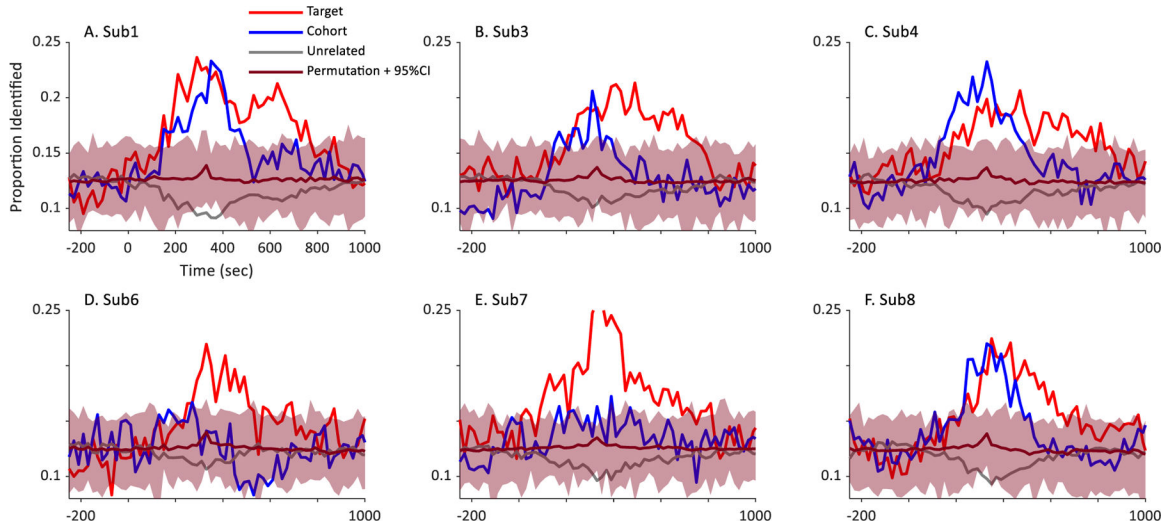 A. Sub1
Target
Cohort
Unrelated
Permutation + 95%CI
B. Sub3
C. Sub4
0.25
0.2
0.15
0.1
Proportion Identified
-200 0 200 400 600 800 1000
Time (sec)
0.25
0.1
-200 1000
0.25
0.1
-200 1000
D. Sub6
0.25
0.1
-200 1000
E. Sub7
0.25
0.1
-200 1000
F. Sub8
0.25
0.1
-200 1000